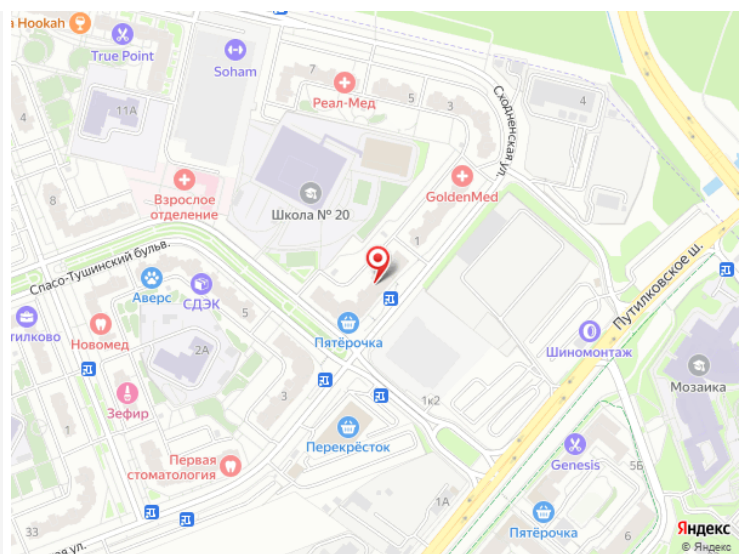 a Hookah
True Point
Soham
11А
4
Реал-Мед
7
5
3
4
Сходненская ул.
Взрослое
отделение
Школа № 20
GoldenMed
8
1
Спасо-Тушинский бульв.
Аверс
СДЭК
Путилковское ш.
тилково
Новомед
5
2А
Пятёрочка
Шиномонтаж
Мозаика
Зефир
3
1к2
Перекрёсток
Первая
стоматология
Genesis
5Б
1А
33
ая ул.
Пятёрочка
6
Яндекс
© Яндекс